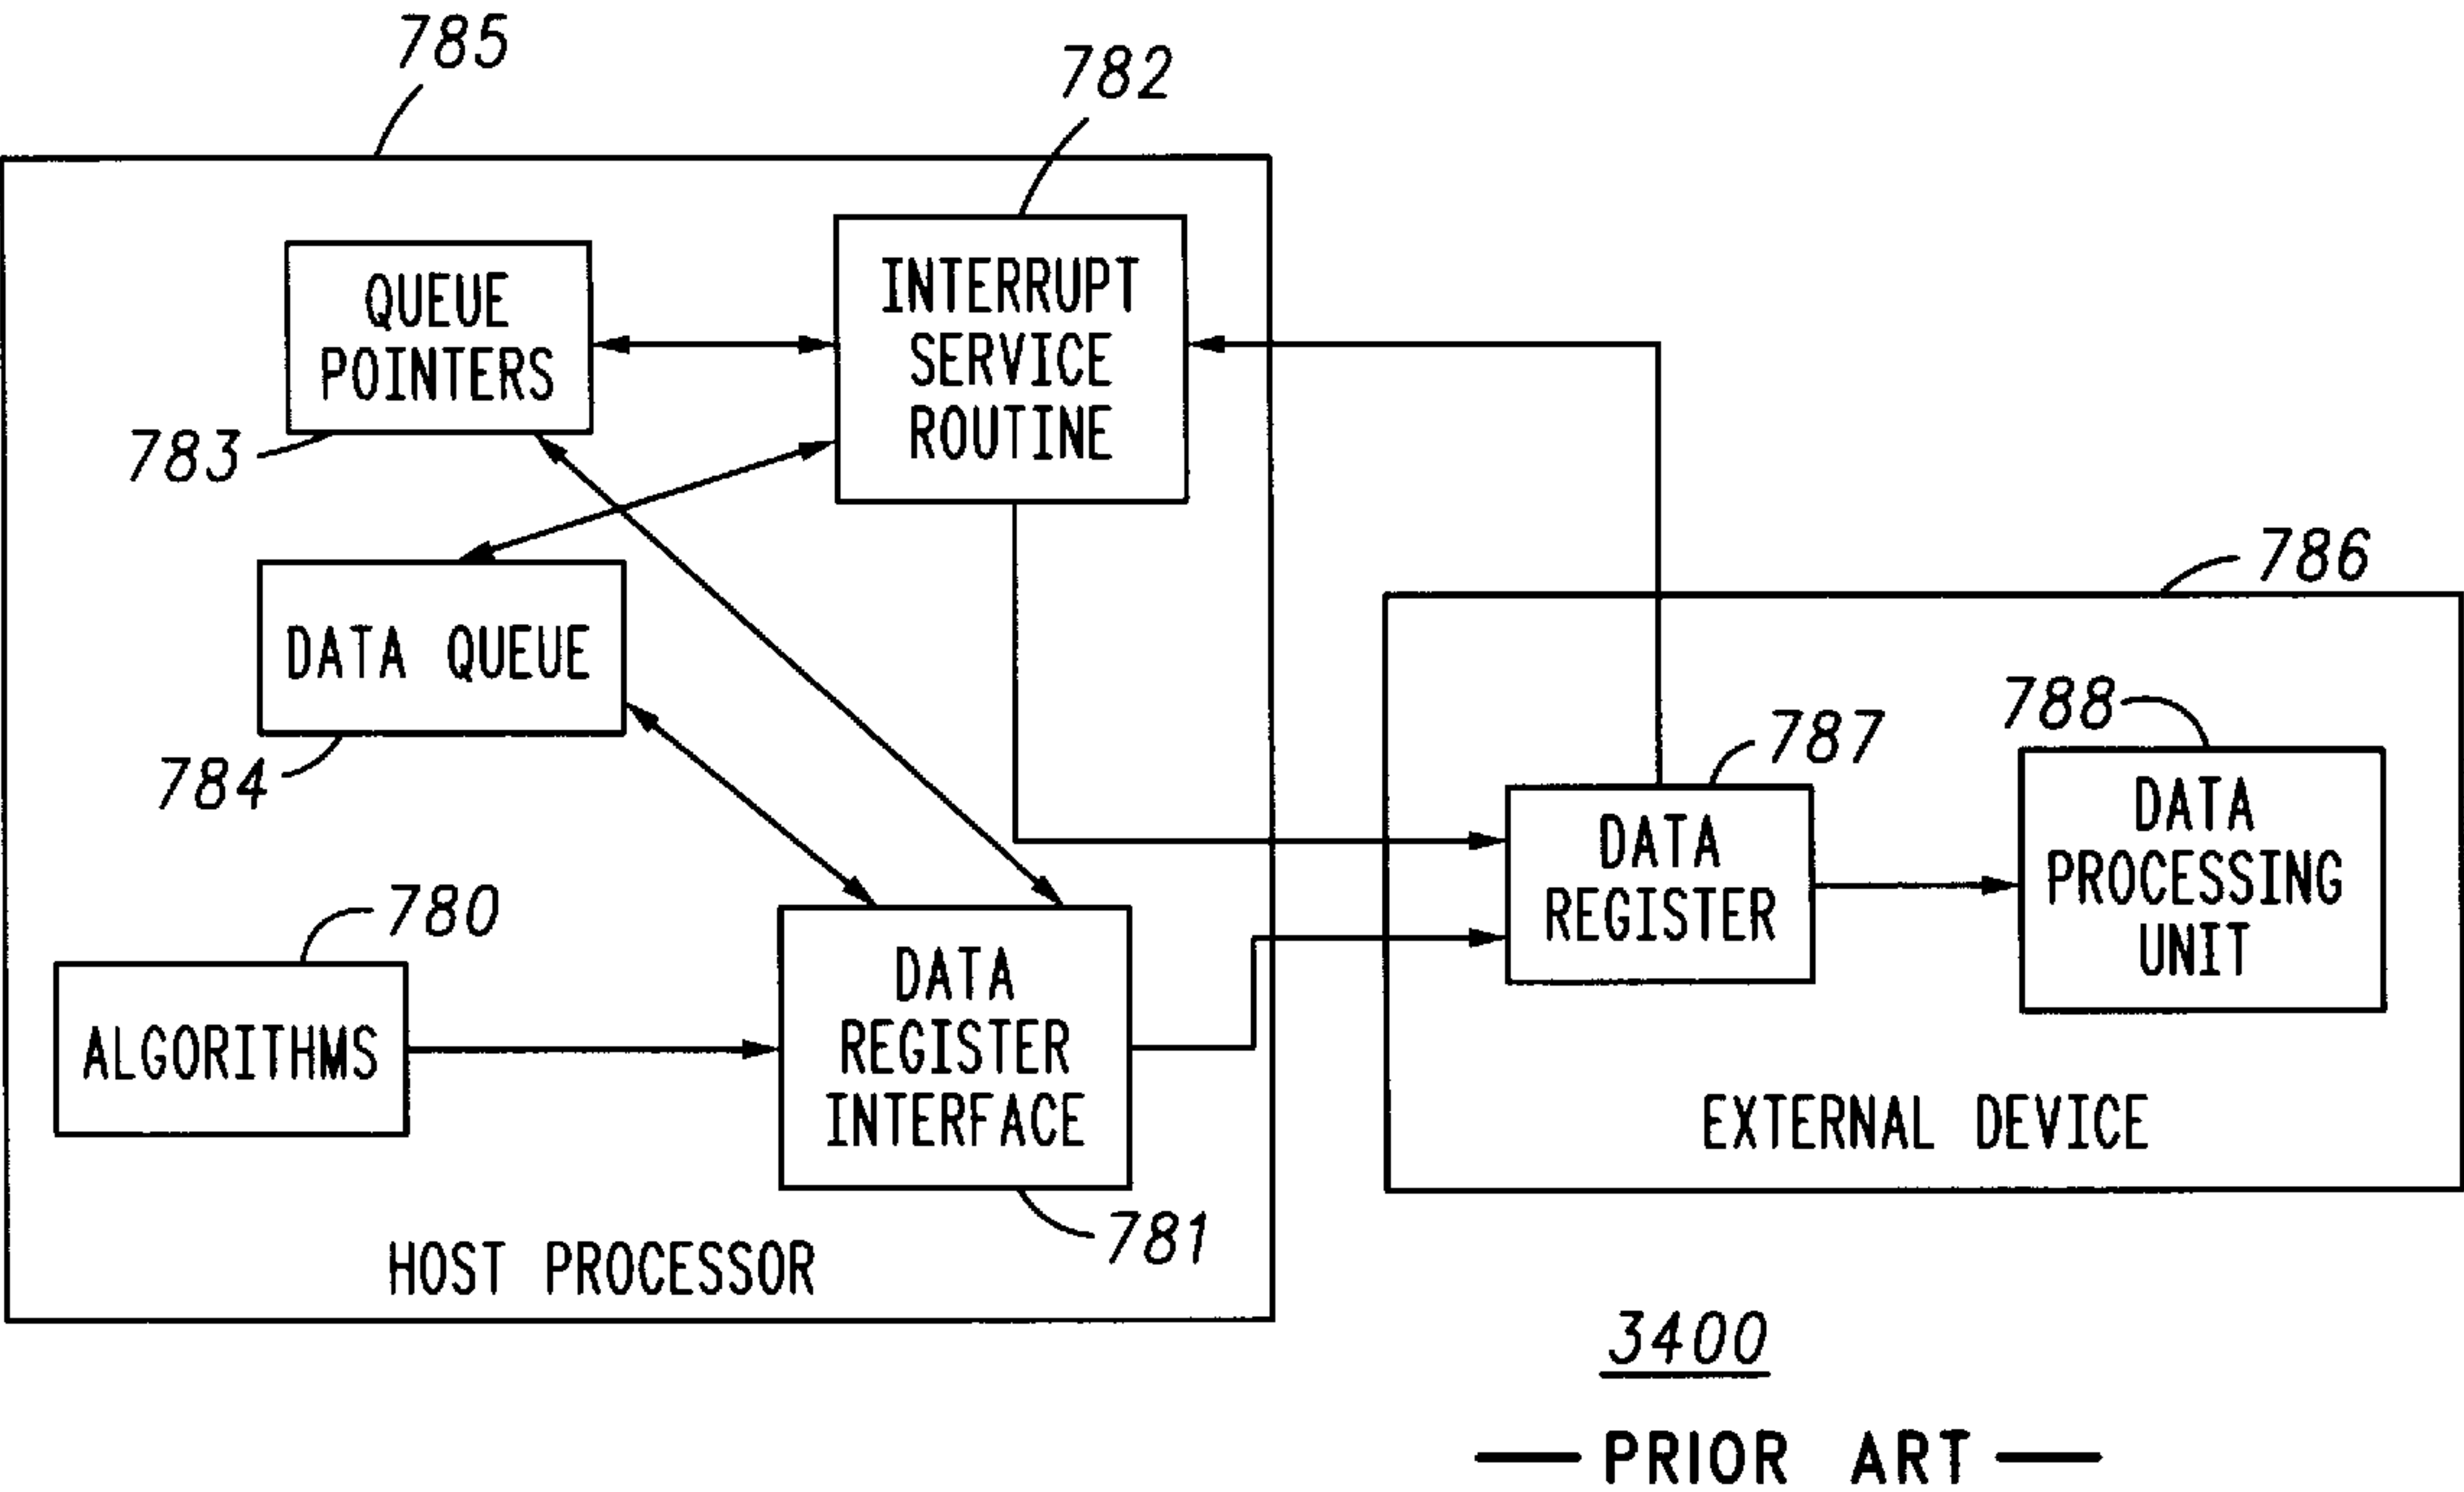 785
782
QUEUE
POINTERS
783
INTERRUPT
SERVICE
ROUTINE
DATA QUEUE
784
780
ALGORITHMS
DATA
REGISTER
INTERFACE
781
HOST PROCESSOR
786
787
DATA
REGISTER
788
DATA
PROCESSING
UNIT
EXTERNAL DEVICE
3400
— PRIOR ART —